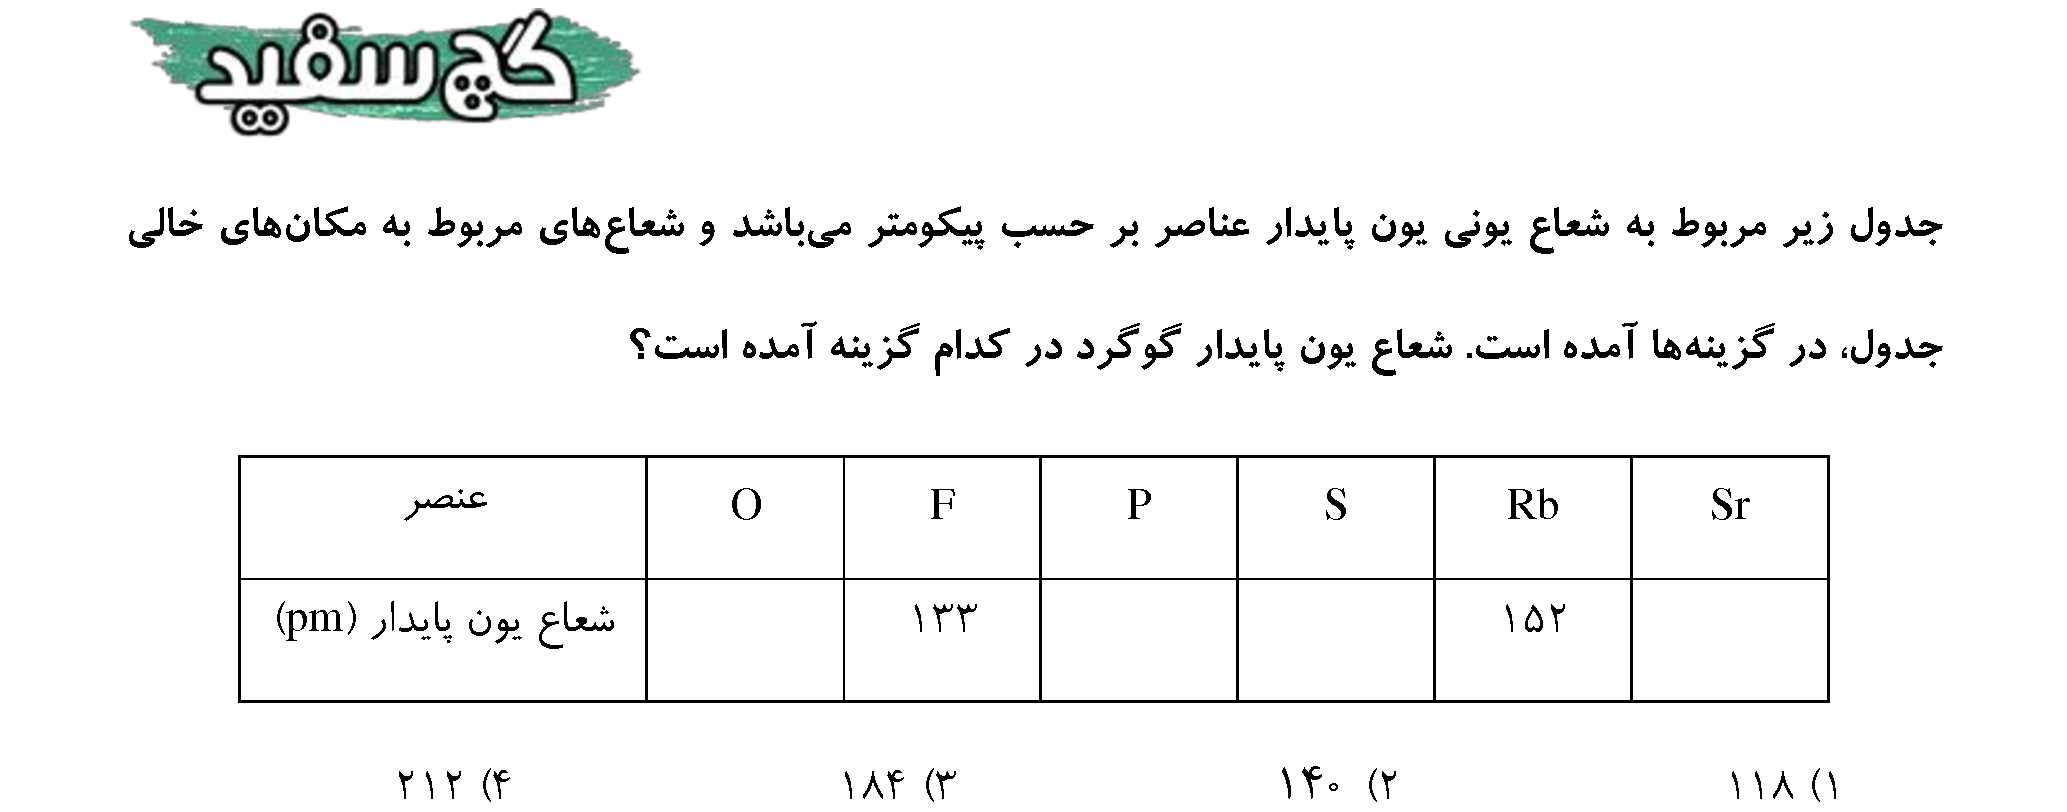 گچ سفید
جدول زیر مربوط به شعاع یونی یون پایدار عناصر بر حسب پیکومتر می‌باشد و شعاع‌های مربوط به مکان‌های خالی
جدول، در گزینه‌ها آمده است. شعاع یون پایدار گوگرد در کدام گزینه آمده است؟
عنصر O F P S Rb Sr
شعاع یون پایدار (pm) ۱۳۳ ۱۵۲
۱) ۱۱۸ ۲) ۱۴۰ ۳) ۱۸۴ ۴) ۲۱۲